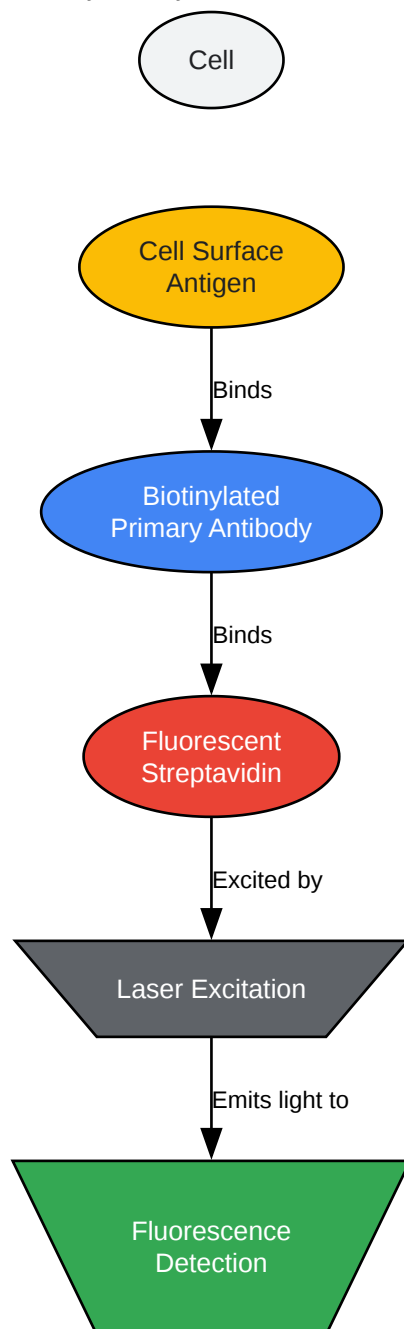 Cell
Cell Surface
Antigen
Binds
Biotinylated
Primary Antibody
Binds
Fluorescent
Streptavidin
Excited by
Laser Excitation
Emits light to
Fluorescence
Detection